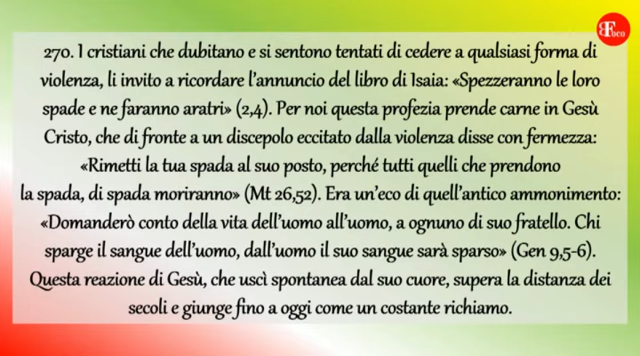 BFoco
270. I cristiani che dubitano e si sentono tentati di cedere a qualsiasi forma di
violenza, li invito a ricordare l'annuncio del libro di Isaia: «Spezzeranno le loro
spade e ne faranno aratri» (2,4). Per noi questa profezia prende carne in Gesù
Cristo, che di fronte a un discepolo eccitato dalla violenza disse con fermezza:
«Rimetti la tua spada al suo posto, perché tutti quelli che prendono
la spada, di spada moriranno» (Mt 26,52). Era un'eco di quell'antico ammonimento:
«Domanderò conto della vita dell'uomo all'uomo, a ognuno di suo fratello. Chi
sparge il sangue dell'uomo, dall'uomo il suo sangue sarà sparso» (Gen 9,5-6).
Questa reazione di Gesù, che uscì spontanea dal suo cuore, supera la distanza dei
secoli e giunge fino a oggi come un costante richiamo.